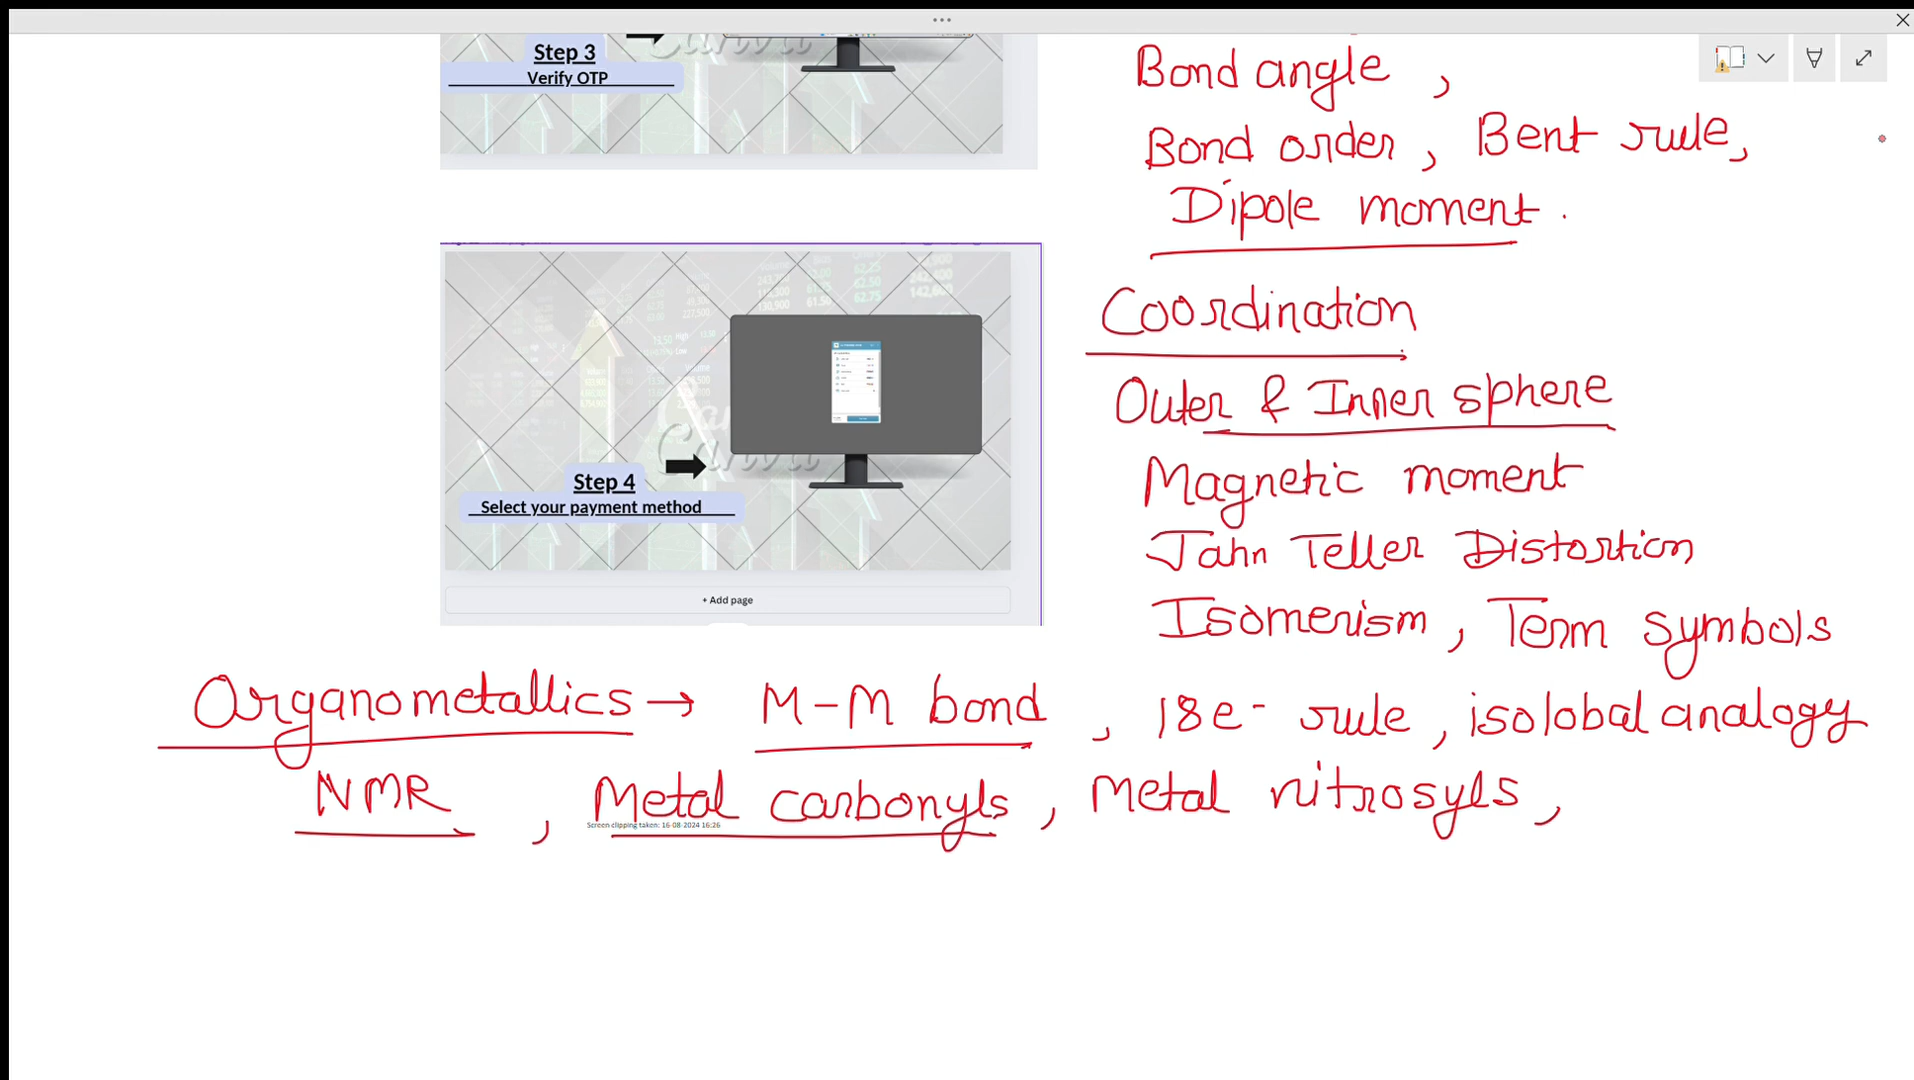 Step 3
Verify OTP
Bond angle ,
Bond order , Bent rule,
Dipole moment .
Coordination
Outer & Inner sphere
Magnetic moment
Jahn Teller Distortion
Isomerism , Term symbols
Canva
Step 4
Select your payment method
+ Add page
Organometallics → M-M bond , 18e- rule , isolobal analogy
NMR , Metal carbonyls , Metal nitrosyls ,
Screen clipping taken: 16-08-2024 16:26